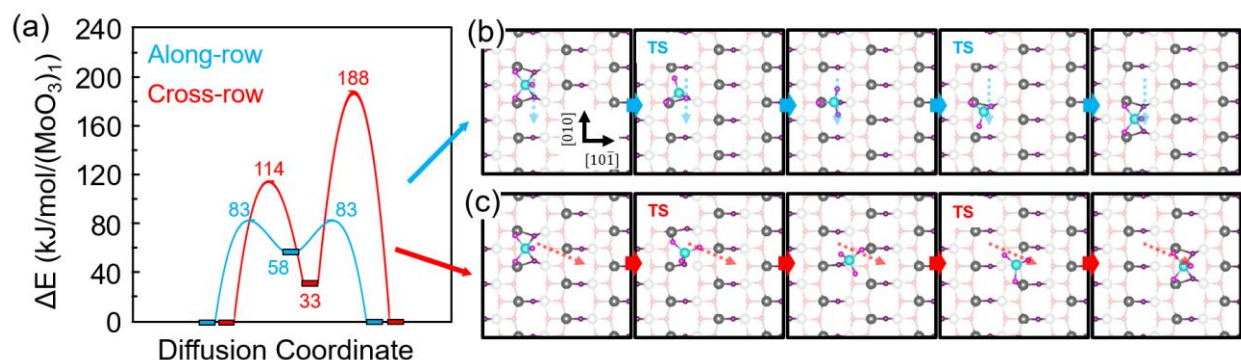 (a)
240
200
160
120
80
40
0
ΔE (kJ/mol/(MoO₃)₁)
Diffusion Coordinate
Along-row
Cross-row
188
114
83
83
58
33
(b)
TS
TS
[010]
[101̅]
(c)
TS
TS